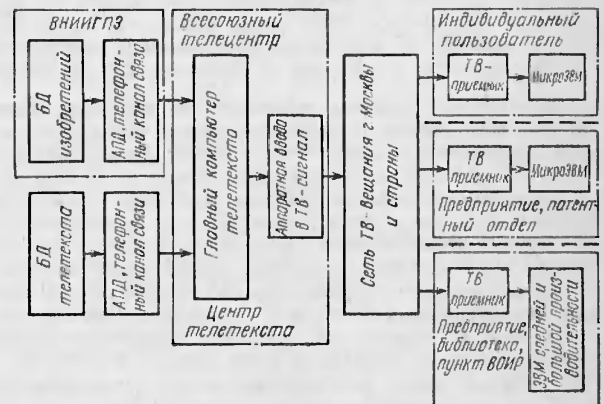 ВНИИГПЭ
БД
изобретений
АПД, телефон-
ный канал связи
БД
телетекста
АПД, телефон-
ный канал связи
Всесоюзный
телецентр
Главный компьютер
телетекста
Аппаратная ввода
в ТВ-сигнал
Центр
телетекста
Сеть ТВ-вещания г. Москвы
и страны
Индивидуальный
пользователь
ТВ-
приемник
МикроЭВМ
ТВ
приемник
МикроЭВМ
Предприятие, патент-
ный отдел
ТВ
приемник
Предприятие,
библиотека,
пункт ВОИР
ЭВМ средней и
большой произ-
водительности